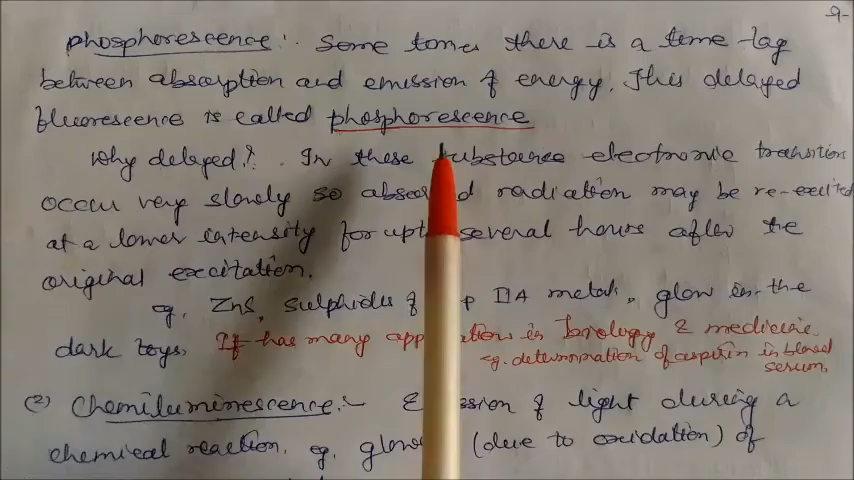 -9-
phosphorescence :- Some times there is a time-lag
between absorption and emission of energy. This delayed
fluorescence is called phosphorescence
Why delayed? . In these substances electronic transition
occur very slowly so absorbed radiation may be re-
at a lower intensity for upto several hours after the
original excitation.
eg. ZnS, Sulphides of p IIA metals, glow in the
dark toys. It has many application in biology & medicine.
eg. determination of aspirin in blood
serum.
(2) Chemiluminescence :- E ssion of light during a
chemical reaction. eg. glow (due to oxidation) of